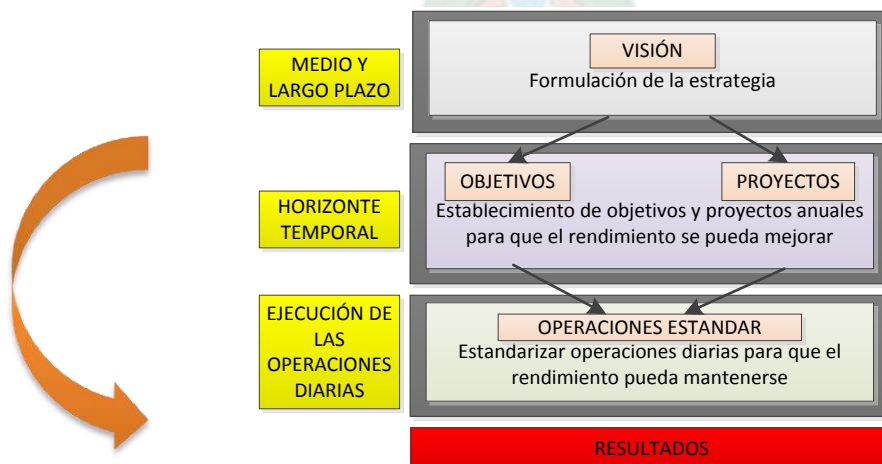 MEDIO Y
LARGO PLAZO
VISIÓN
Formulación de la estrategia
HORIZONTE
TEMPORAL
OBJETIVOS
PROYECTOS
Establecimiento de objetivos y proyectos anuales
para que el rendimiento se pueda mejorar
EJECUCIÓN DE
LAS
OPERACIONES
DIARIAS
OPERACIONES ESTANDAR
Estandarizar operaciones diarias para que el
rendimiento pueda mantenerse
RESULTADOS